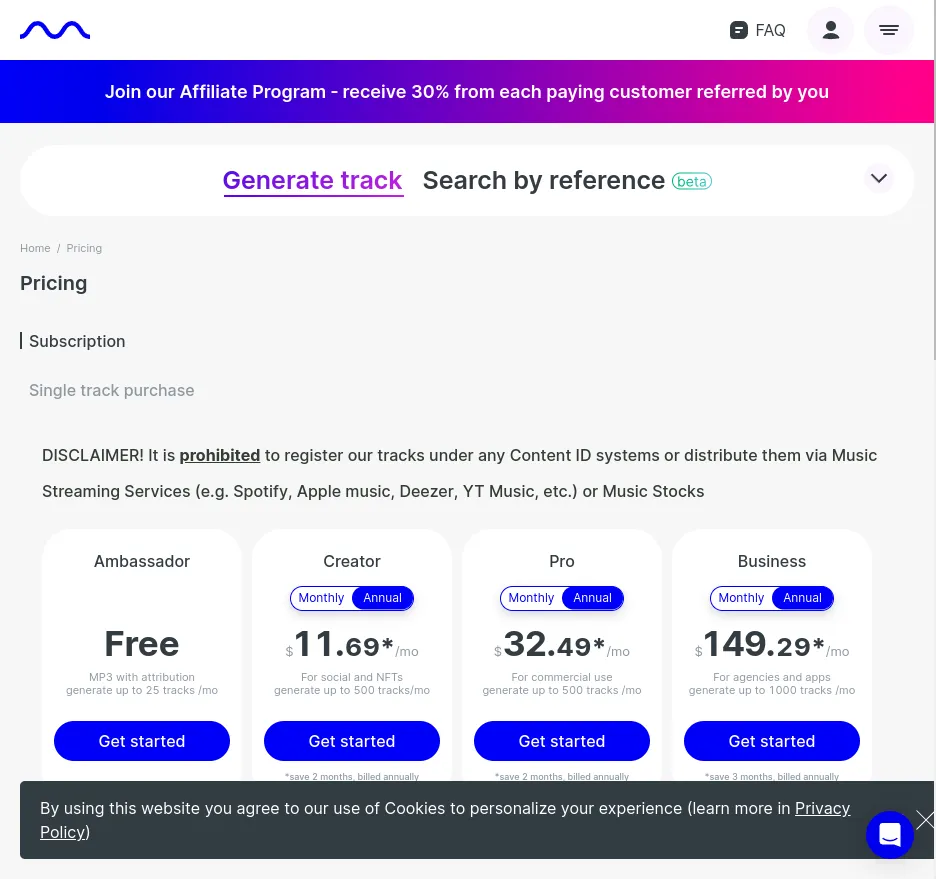 FAQ
Join our Affiliate Program - receive 30% from each paying customer referred by you
Generate track Search by reference beta
Home / Pricing
Pricing
Subscription
Single track purchase
DISCLAIMER! It is prohibited to register our tracks under any Content ID systems or distribute them via Music
Streaming Services (e.g. Spotify, Apple music, Deezer, YT Music, etc.) or Music Stocks
Ambassador
Free
MP3 with attribution
generate up to 25 tracks /mo
Get started
Creator
Monthly Annual
$11.69*/mo
For social and NFTs
generate up to 500 tracks/mo
Get started
*save 2 months, billed annually
Pro
Monthly Annual
$32.49*/mo
For commercial use
generate up to 500 tracks /mo
Get started
*save 2 months, billed annually
Business
Monthly Annual
$149.29*/mo
For agencies and apps
generate up to 1000 tracks /mo
Get started
*save 3 months, billed annually
By using this website you agree to our use of Cookies to personalize your experience (learn more in Privacy
Policy)